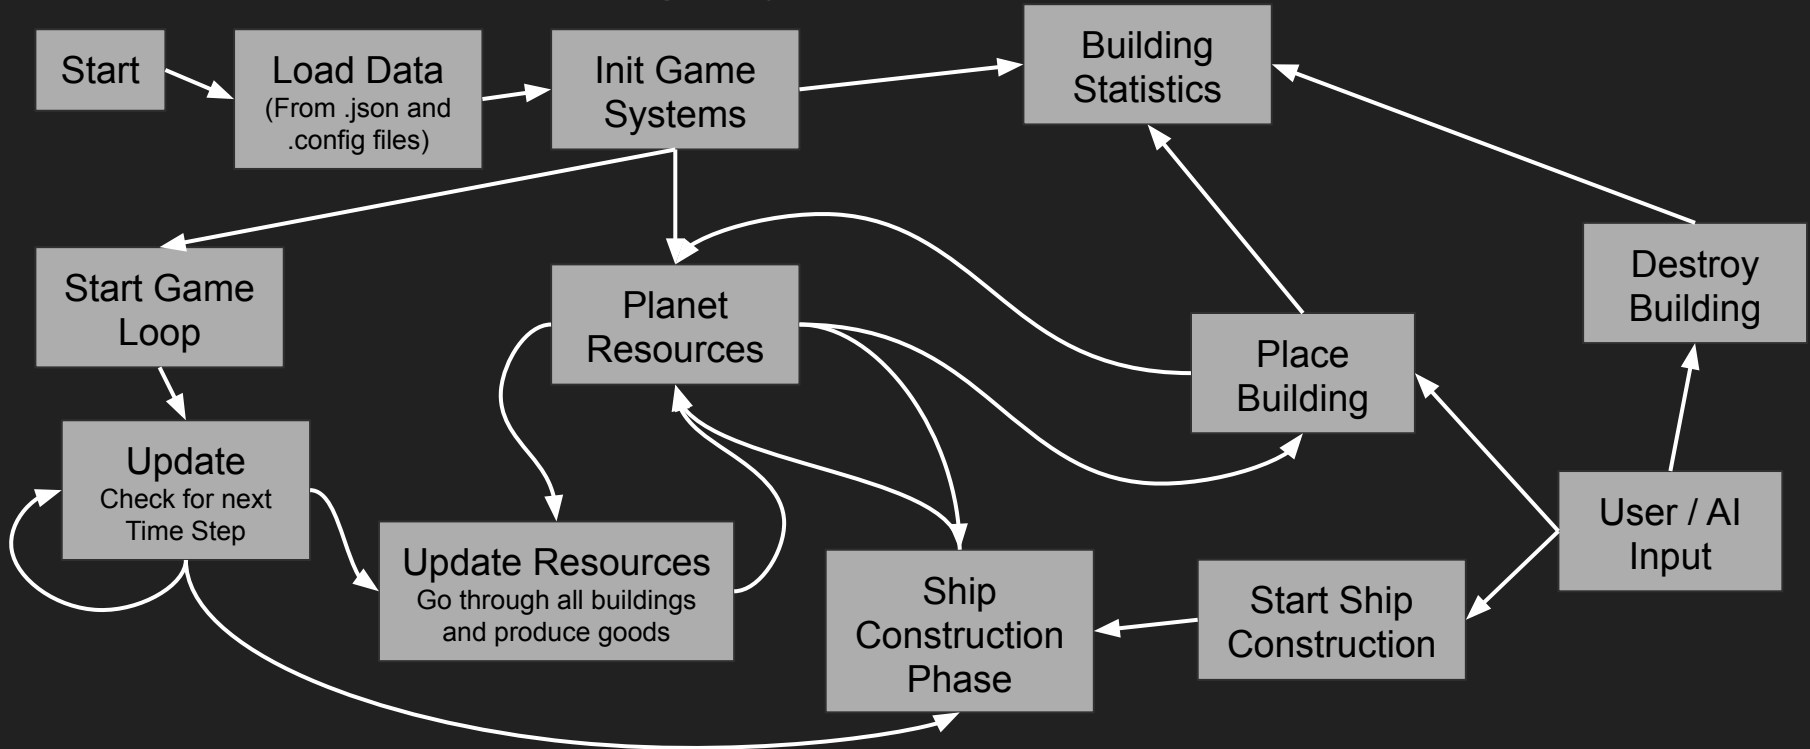 Start
Load Data
(From .json and
.config files)
Init Game
Systems
Building
Statistics
Start Game
Loop
Planet
Resources
Place
Building
Destroy
Building
Update
Check for next
Time Step
Update Resources
Go through all buildings
and produce goods
Ship
Construction
Phase
Start Ship
Construction
User / AI
Input